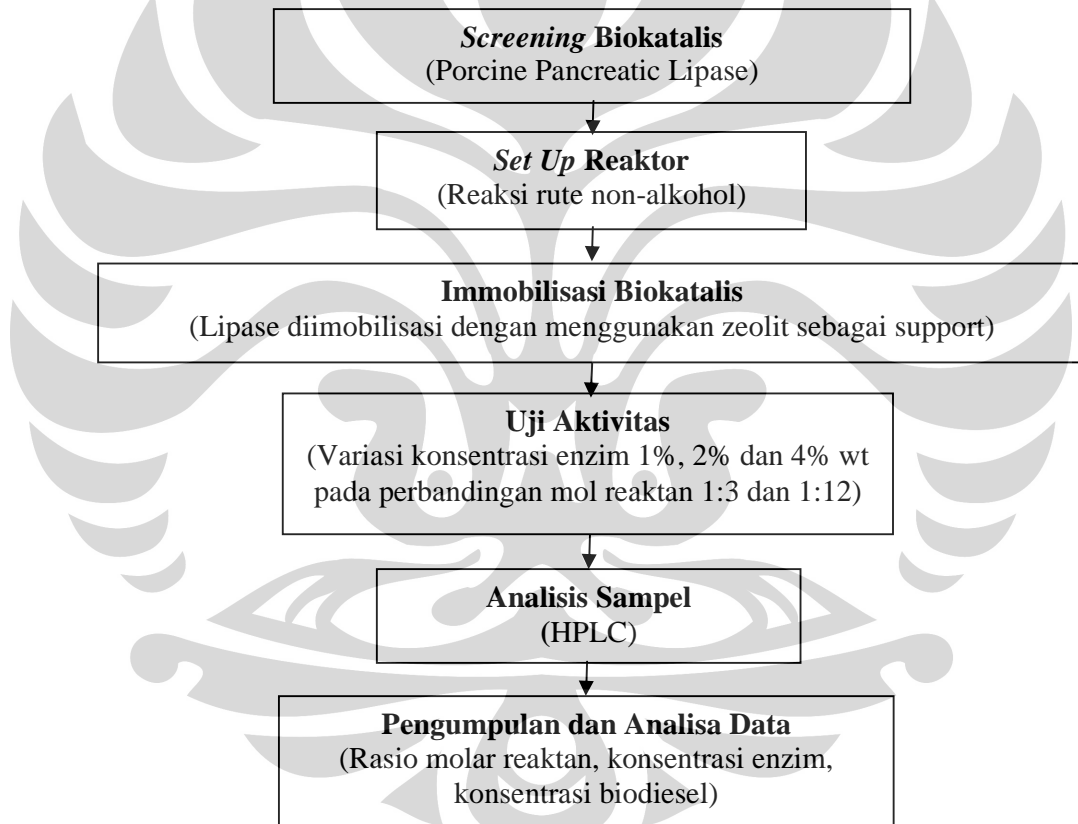 Screening Biokatalis
(Porcine Pancreatic Lipase)
Set Up Reaktor
(Reaksi rute non-alkohol)
Immobilisasi Biokatalis
(Lipase diimobilisasi dengan menggunakan zeolit sebagai support)
Uji Aktivitas
(Variasi konsentrasi enzim 1%, 2% dan 4% wt
pada perbandingan mol reaktan 1:3 dan 1:12)
Analisis Sampel
(HPLC)
Pengumpulan dan Analisa Data
(Rasio molar reaktan, konsentrasi enzim,
konsentrasi biodiesel)